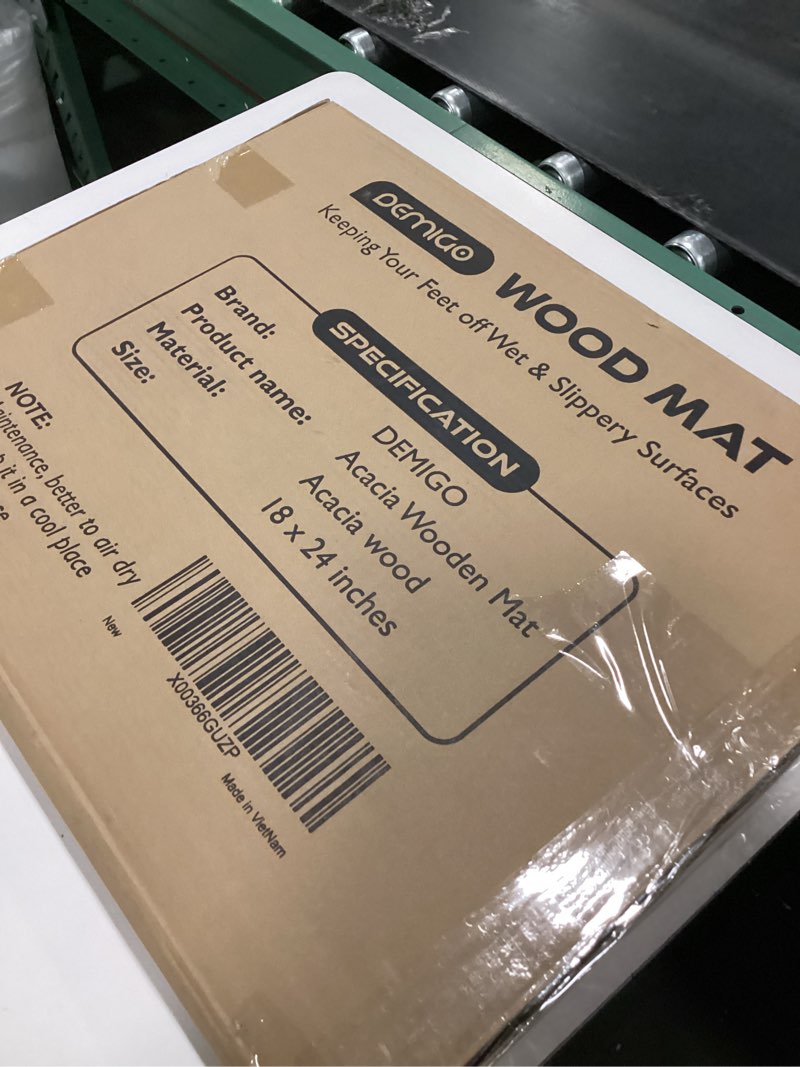 DEMIGO
WOOD MAT
Keeping Your Feet off Wet & Slippery Surfaces
SPECIFICATION
Brand: DEMIGO
Product name: Acacia Wooden Mat
Material: Acacia wood
Size: 18 x 24 inches
NOTE:
better to air dry
it in a cool place
New
X00366GUZP
Made in VietNam